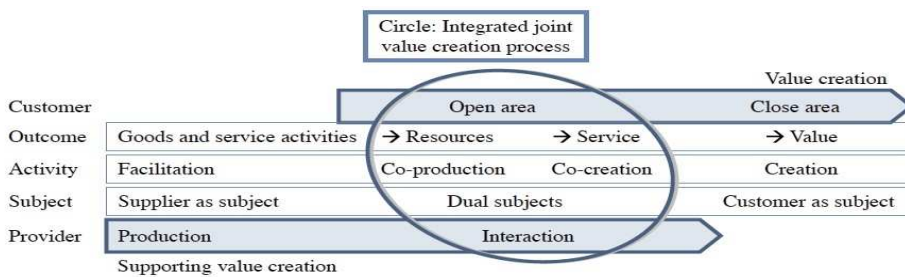 Circle: Integrated joint
value creation process
Value creation
Customer Open area Close area
Outcome Goods and service activities → Resources → Service → Value
Activity Facilitation Co-production Co-creation Creation
Subject Supplier as subject Dual subjects Customer as subject
Provider Production Interaction
Supporting value creation